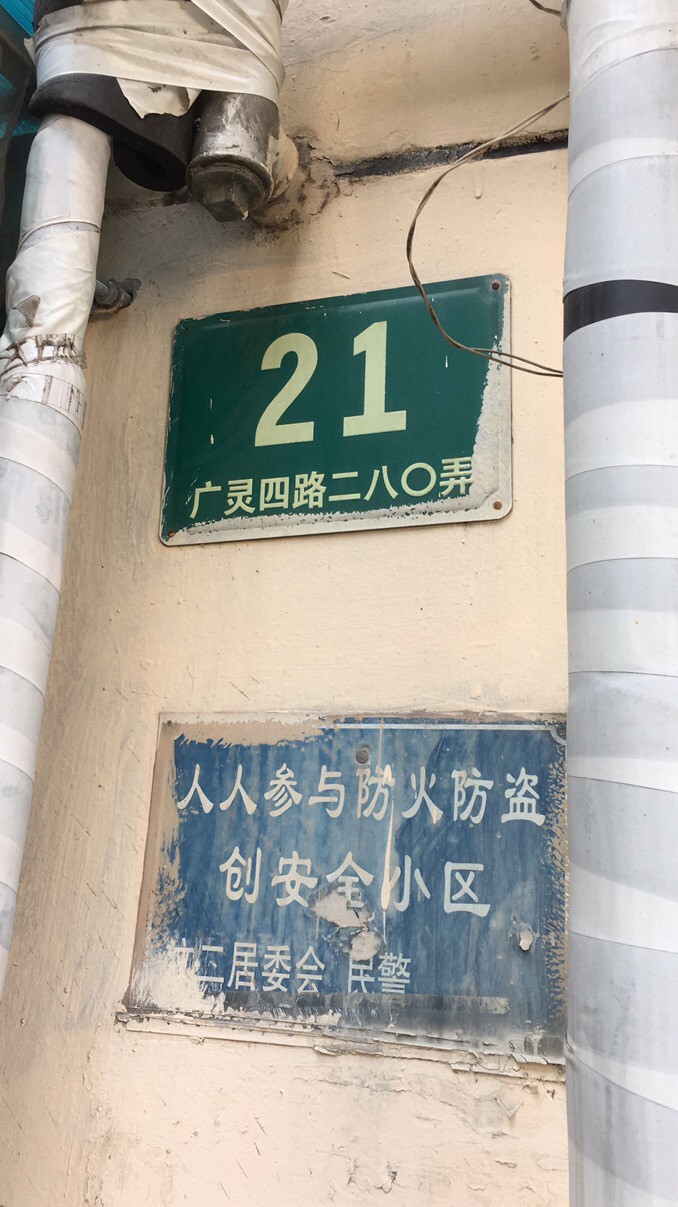 21
广灵四路二八〇弄
人人参与防火防盗
创安全小区
二居委会 民警